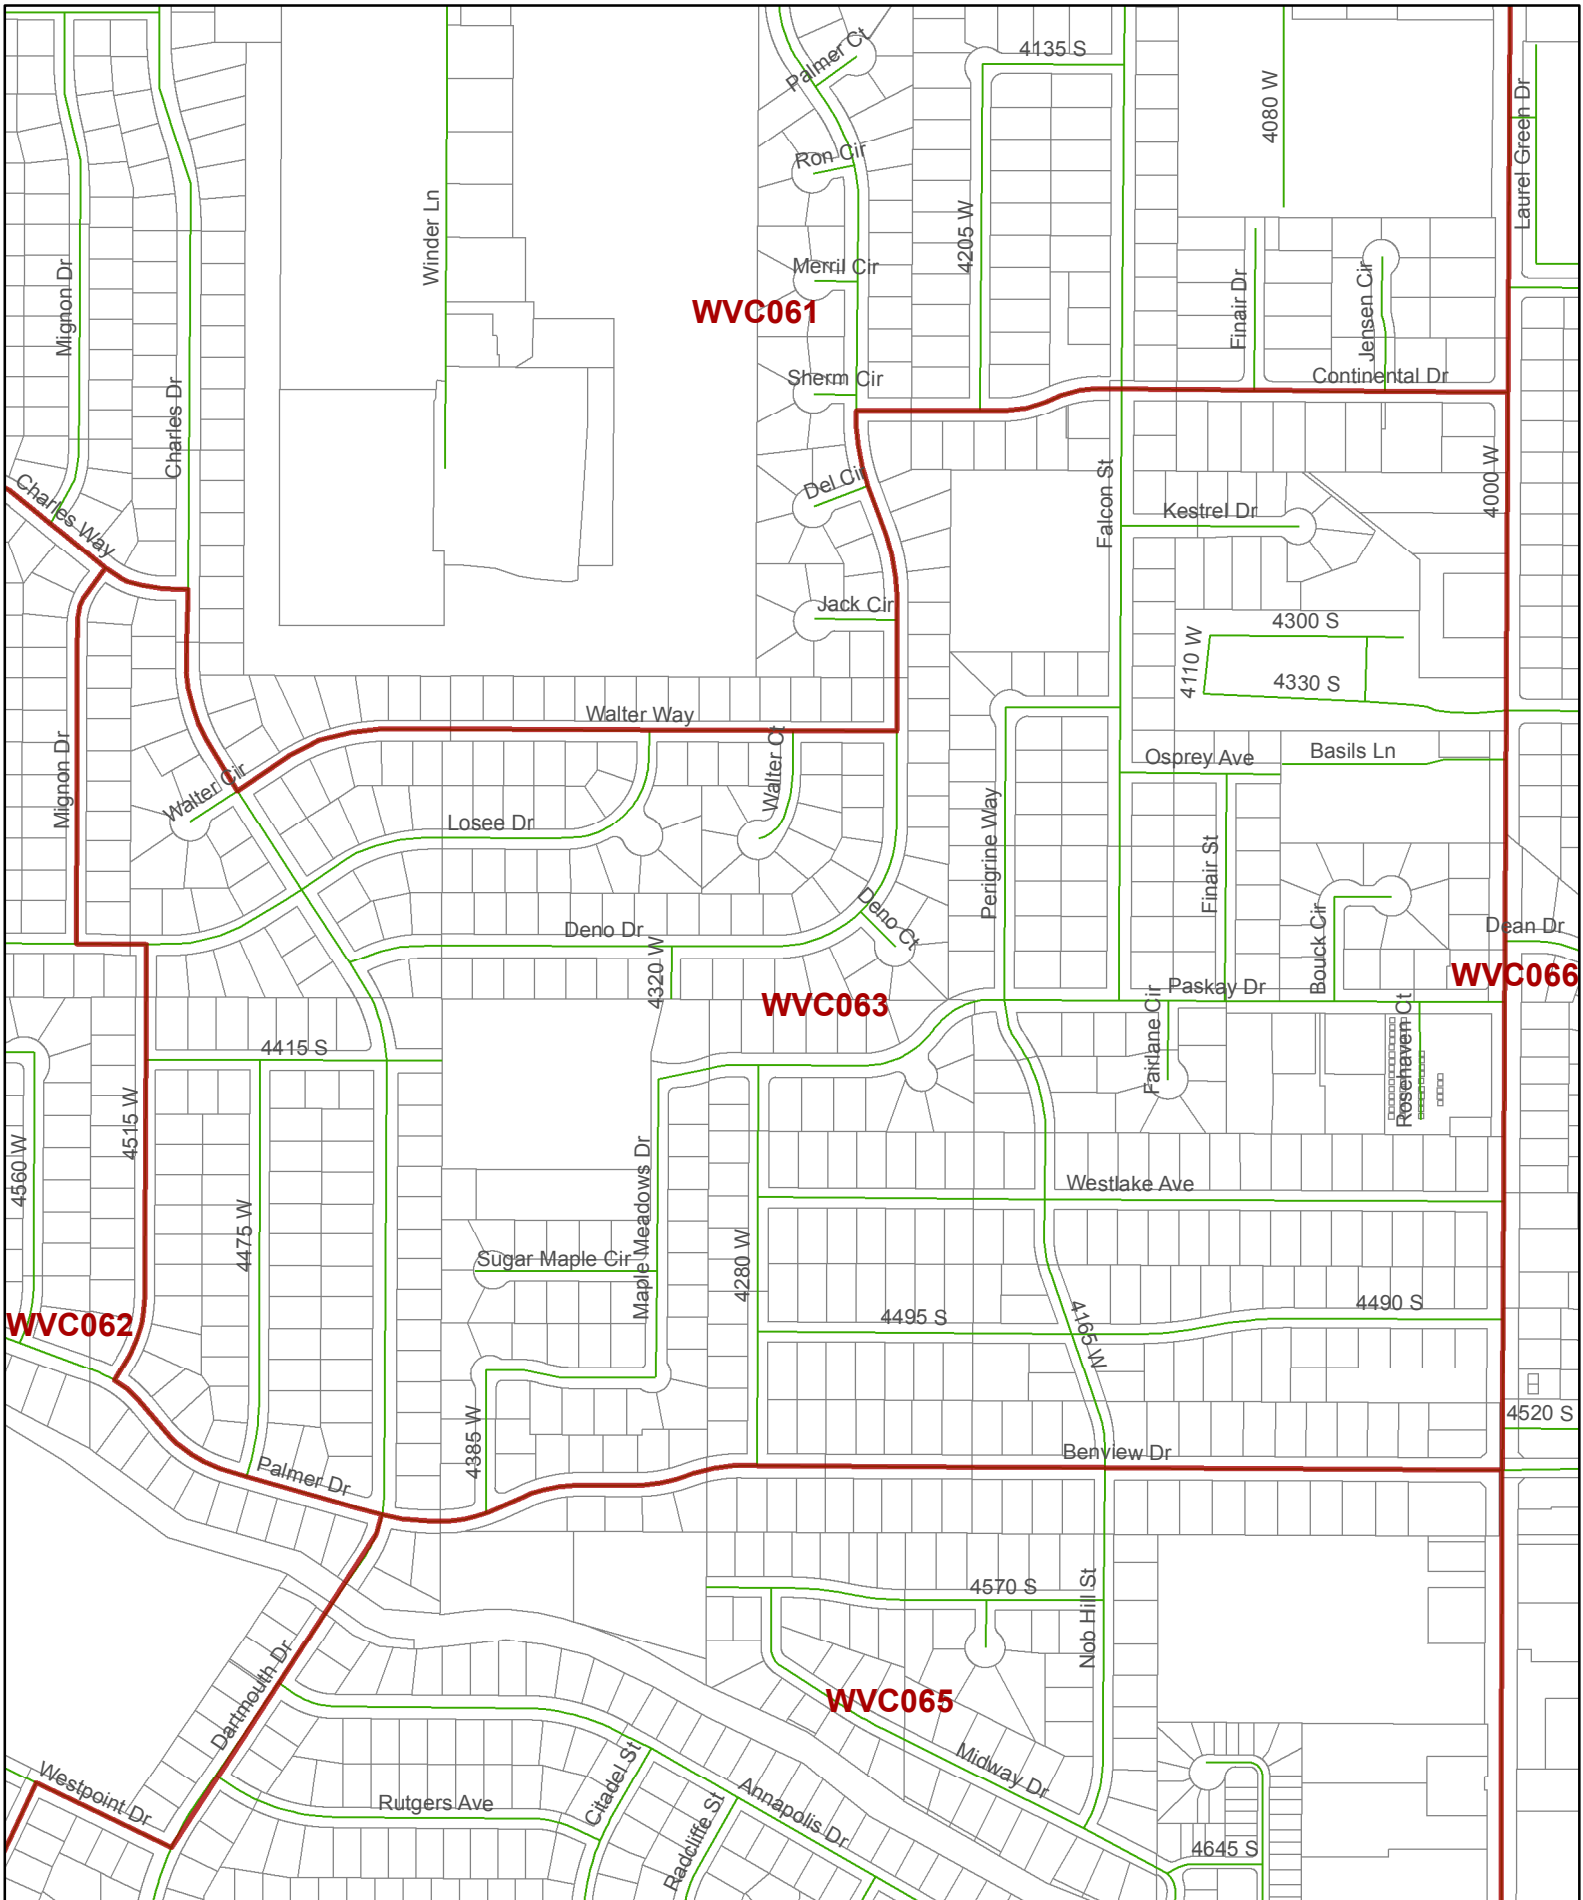 Palmer Ct
4135 S
4080 W
Laurel Green Dr
Ron Cir
Winder Ln
4205 W
Mignon Dr
Merril Cir
Finair Dr
Jensen Cir
WVC061
Charles Dr
Sherm Cir
Continental Dr
Del Cir
Falcon St
4000 W
Charles Way
Kestrel Dr
Jack Cir
4300 S
4110 W
4330 S
Walter Way
Mignon Dr
Walter Ct
Osprey Ave
Basils Ln
Walter Cir
Losee Dr
Perigrine Way
Finair St
Deno Ct
Deno Dr
Bouck Cir
Dean Dr
4320 W
WVC066
Paskay Dr
WVC063
Fairlane Cir
Rosehaven Ct
4415 S
4515 W
4560 W
Maple Meadows Dr
Westlake Ave
4475 W
Sugar Maple Cir
4280 W
WVC062
4495 S
4490 S
4165 W
4520 S
4385 W
Benview Dr
Palmer Dr
4570 S
Nob Hill St
Dartmouth Dr
WVC065
Westpoint Dr
Citadel St
Midway Dr
Rutgers Ave
Annapolis Dr
Radcliffe St
4645 S